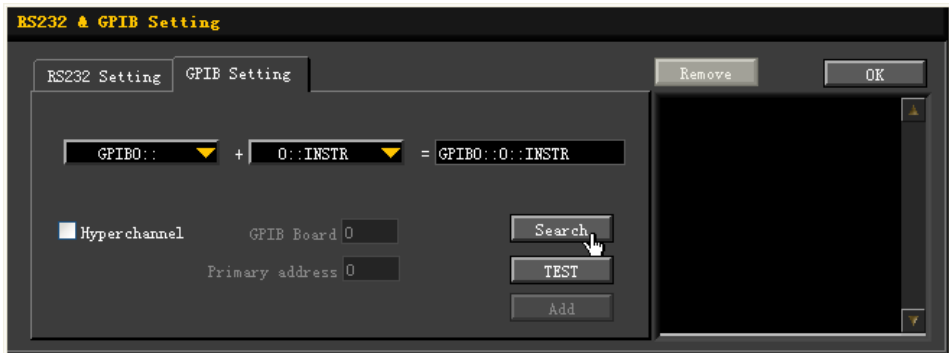 RS232 & GPIB Setting
RS232 Setting
GPIB Setting
Remove
OK
GPIB0::
+
0::INSTR
=
GPIB0::0::INSTR
Hyperchannel
GPIB Board
0
Search
Primary address
0
TEST
Add